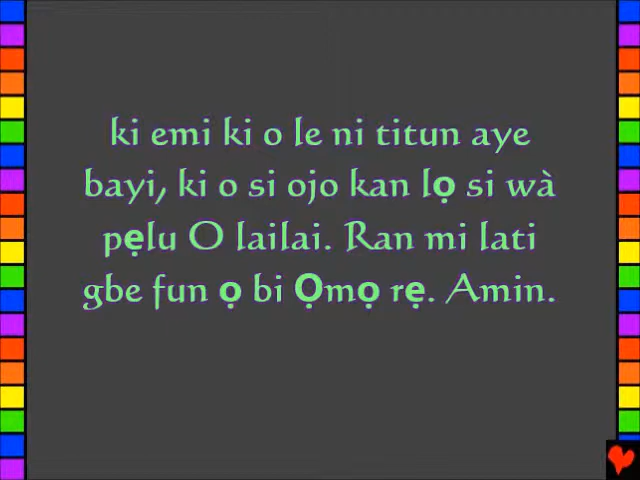 ki emi ki o le ni titun aye
bayi, ki o si ojo kan lọ si wà
pẹlu O lailai. Ran mi lati
gbe fun ọ bi Ọmọ rẹ. Amin.